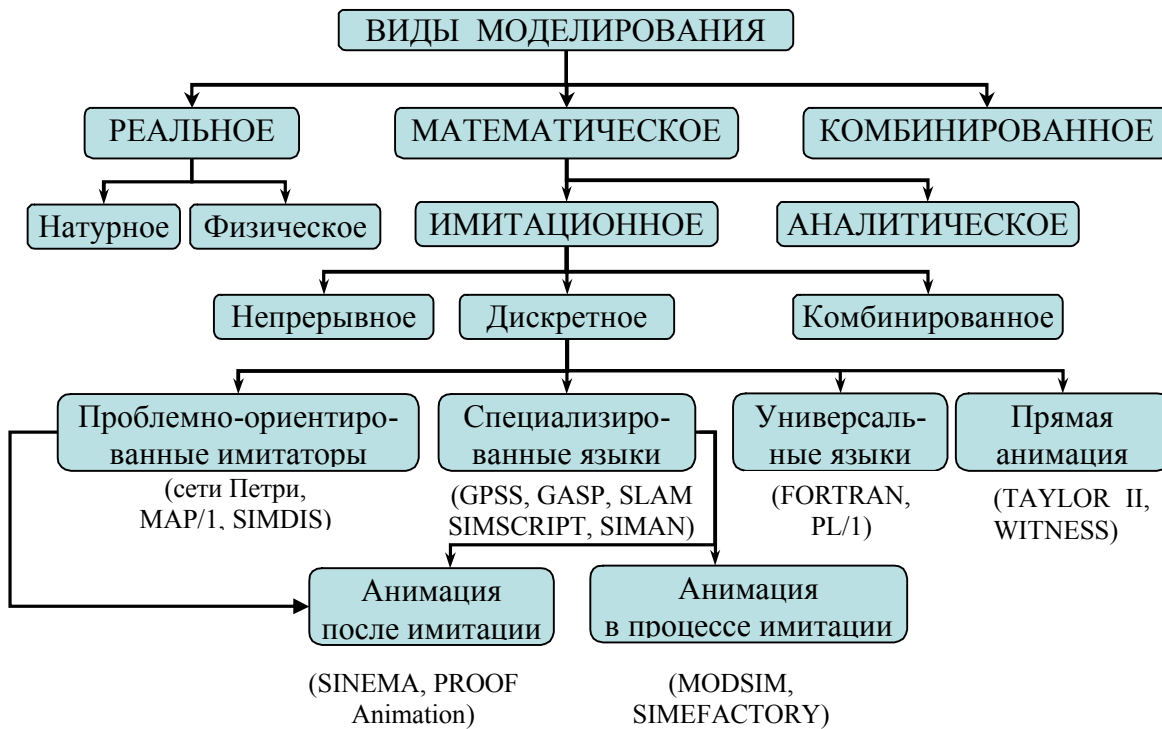 ВИДЫ МОДЕЛИРОВАНИЯ
РЕАЛЬНОЕ
МАТЕМАТИЧЕСКОЕ
КОМБИНИРОВАННОЕ
Натурное
Физическое
ИМИТАЦИОННОЕ
АНАЛИТИЧЕСКОЕ
Непрерывное
Дискретное
Комбинированное
Проблемно-ориентиро-
ванные имитаторы
(сети Петри,
MAP/1, SIMDIS)
Специализиро-
ванные языки
(GPSS, GASP, SLAM
SIMSCRIPT, SIMAN)
Универсаль-
ные языки
(FORTRAN,
PL/1)
Прямая
анимация
(TAYLOR II,
WITNESS)
Анимация
после имитации
(SINEMA, PROOF
Animation)
Анимация
в процессе имитации
(MODSIM,
SIMEFACTORY)